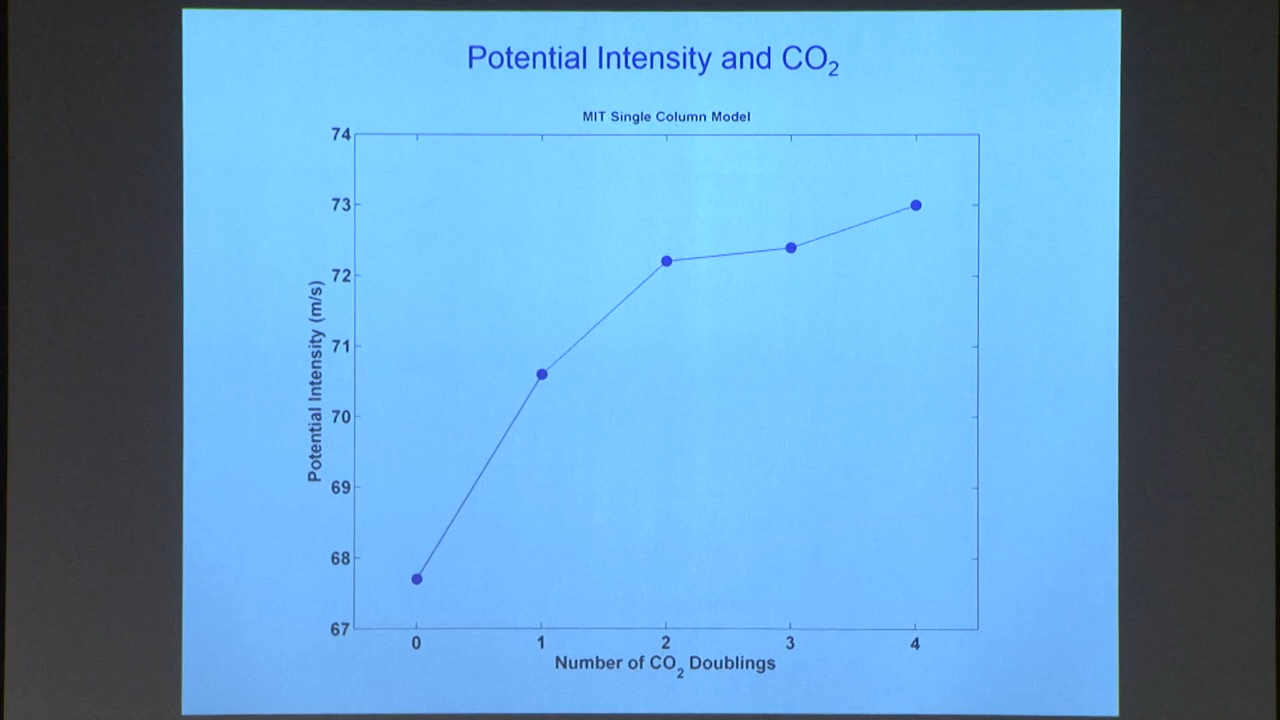 Potential Intensity and CO₂
MIT Single Column Model
74
73
72
71
70
69
68
67
Potential Intensity (m/s)
0 1 2 3 4
Number of CO₂ Doublings